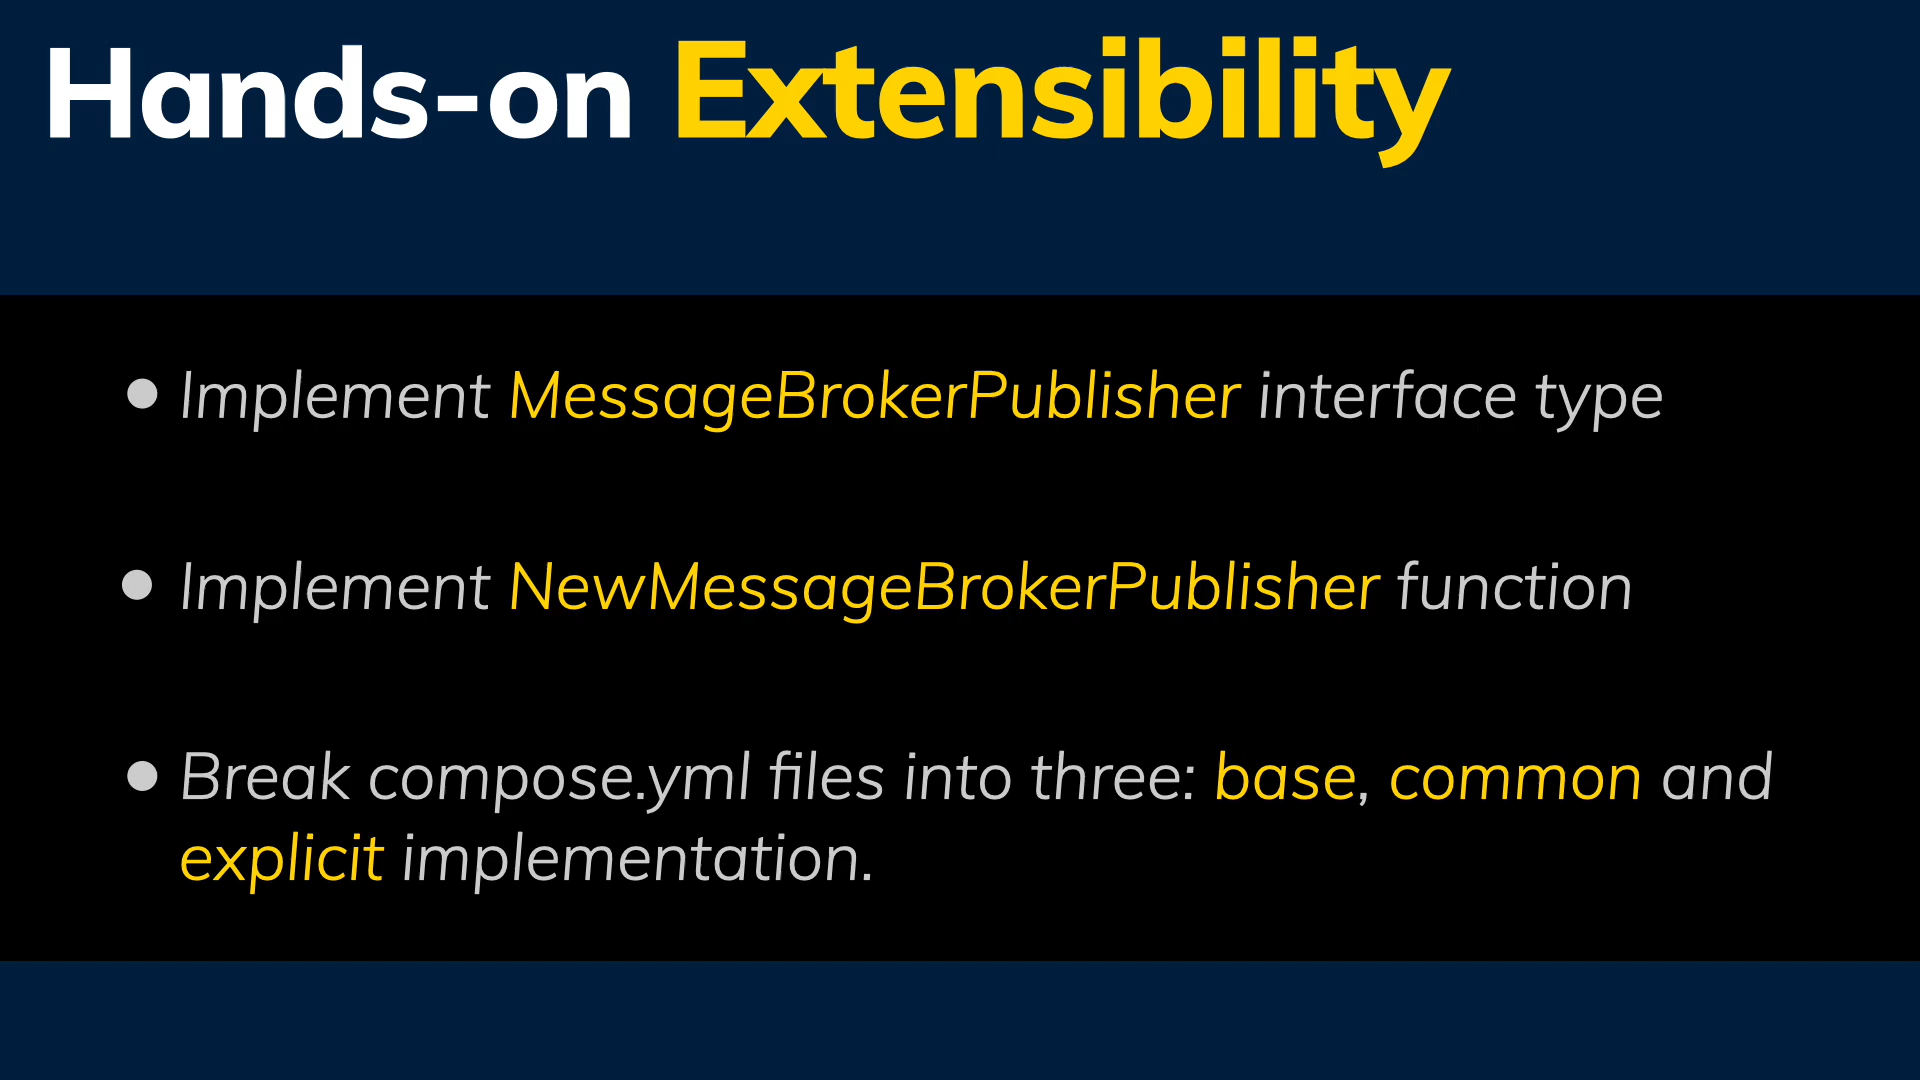 Hands-on Extensibility
● Implement MessageBrokerPublisher interface type
● Implement NewMessageBrokerPublisher function
● Break compose.yml files into three: base, common and
explicit implementation.